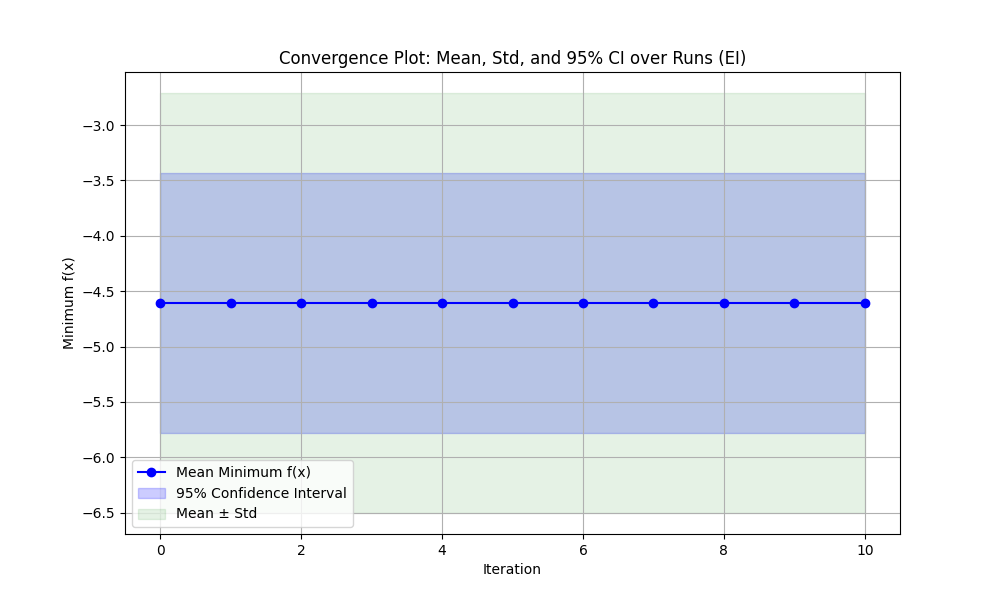 Convergence Plot: Mean, Std, and 95% CI over Runs (EI)
Minimum f(x)
−3.0
−3.5
−4.0
−4.5
−5.0
−5.5
−6.0
−6.5
Mean Minimum f(x)
95% Confidence Interval
Mean ± Std
0 2 4 6 8 10
Iteration